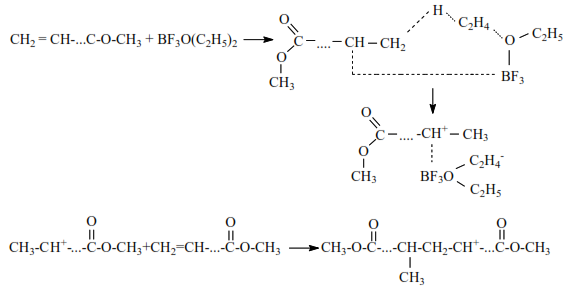 CH₂ = CH-...C-O-CH₃ + BF₃O(C₂H₅)₂
O
C – .... – CH – CH₂
H
C₂H₄
O – C₂H₅
BF₃
O
CH₃
O
C – .... -CH⁺ – CH₃
O
CH₃
BF₃O
C₂H₄⁻
C₂H₅
O O O O
CH₃-CH⁺-...-C-O-CH₃+CH₂=CH-...-C-O-CH₃ CH₃-O-C-...-CH-CH₂-CH⁺-...C-O-CH₃
CH₃